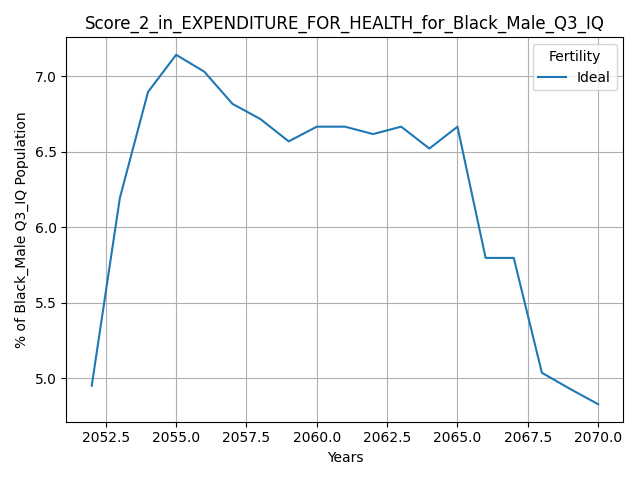 Score_2_in_EXPENDITURE_FOR_HEALTH_for_Black_Male_Q3_IQ
Fertility
Ideal
% of Black_Male Q3_IQ Population
7.0
6.5
6.0
5.5
5.0
2052.5 2055.0 2057.5 2060.0 2062.5 2065.0 2067.5 2070.0
Years